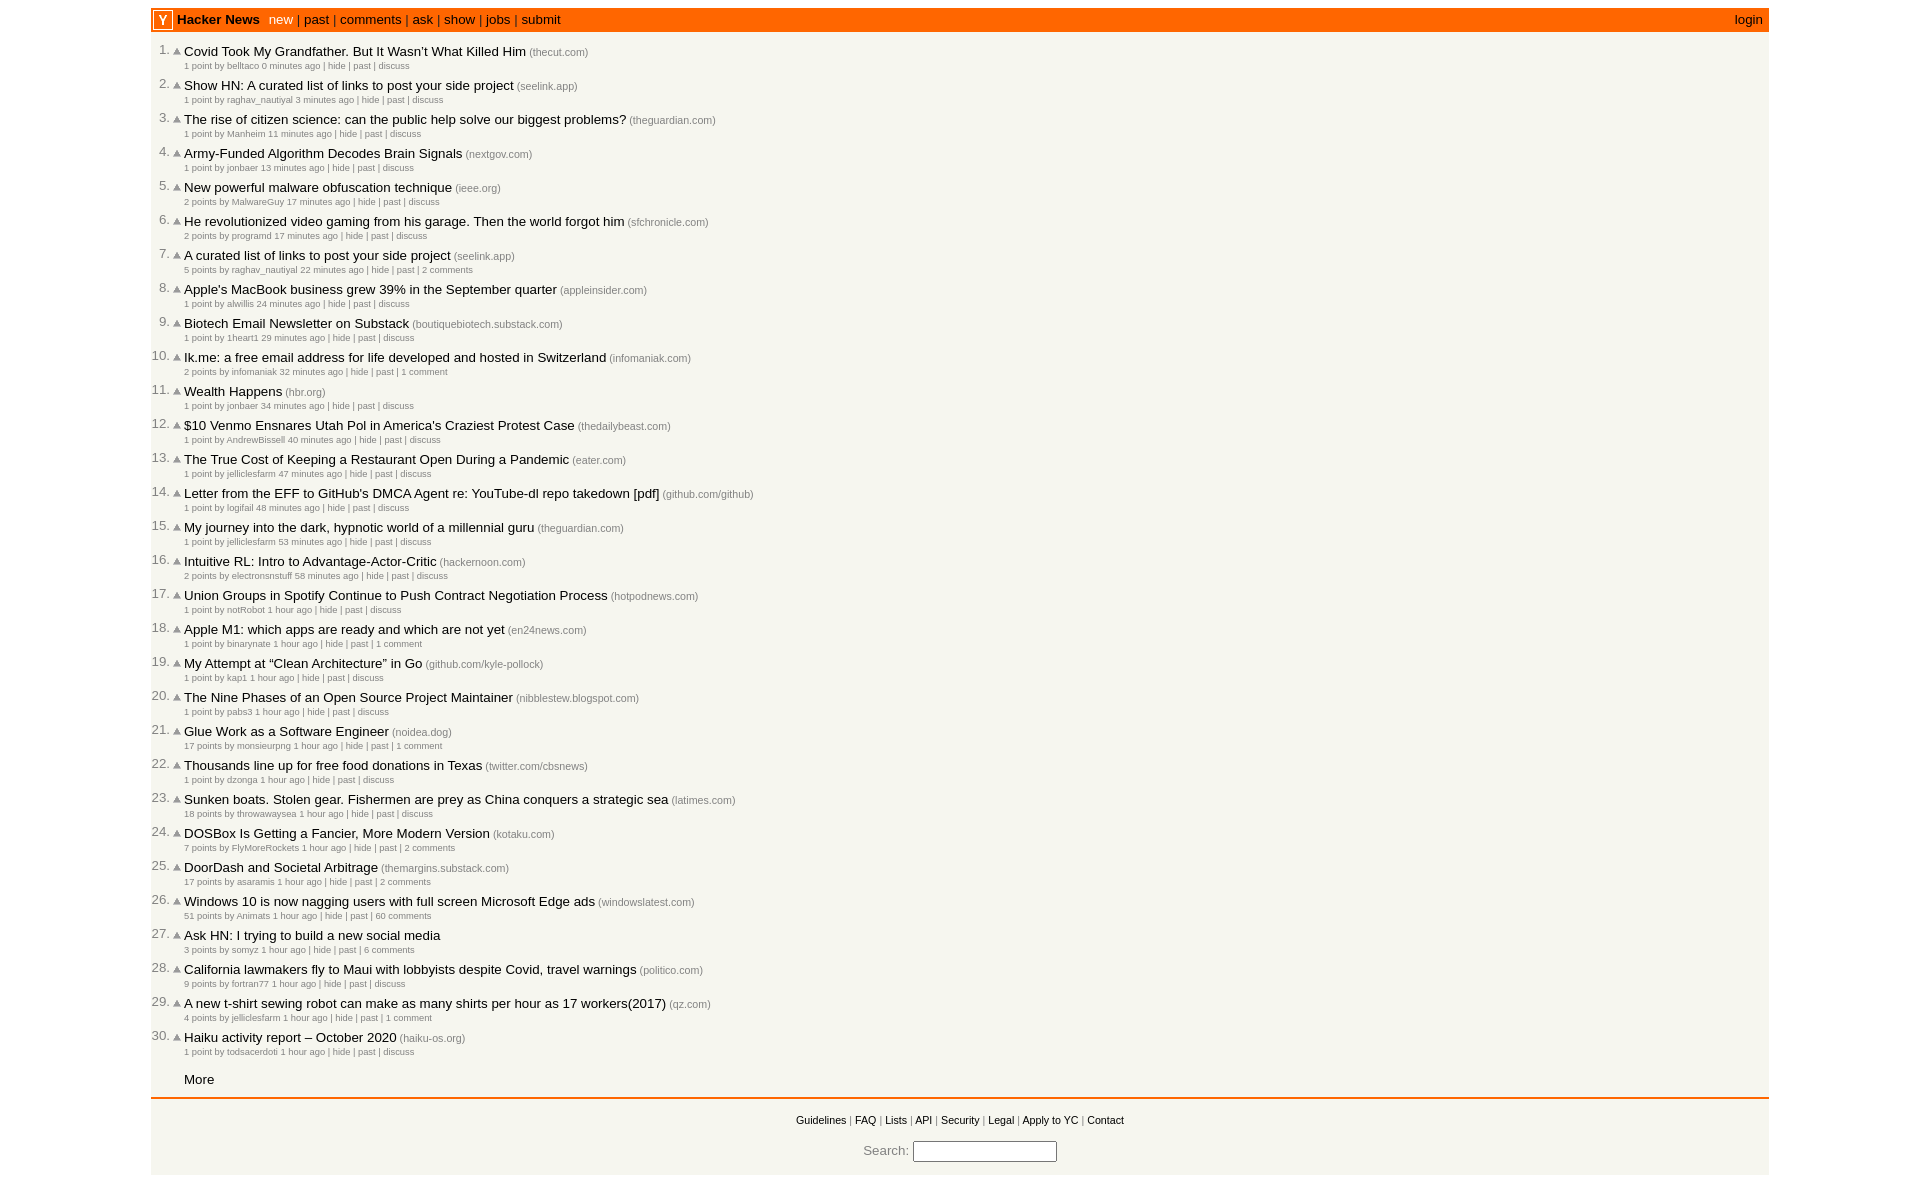 Y Hacker News new | past | comments | ask | show | jobs | submit login
1. Covid Took My Grandfather. But It Wasn’t What Killed Him (thecut.com)
1 point by belltaco 0 minutes ago | hide | past | discuss
2. Show HN: A curated list of links to post your side project (seelink.app)
1 point by raghav_nautiyal 3 minutes ago | hide | past | discuss
3. The rise of citizen science: can the public help solve our biggest problems? (theguardian.com)
1 point by Manheim 11 minutes ago | hide | past | discuss
4. Army-Funded Algorithm Decodes Brain Signals (nextgov.com)
1 point by jonbaer 13 minutes ago | hide | past | discuss
5. New powerful malware obfuscation technique (ieee.org)
2 points by MalwareGuy 17 minutes ago | hide | past | discuss
6. He revolutionized video gaming from his garage. Then the world forgot him (sfchronicle.com)
2 points by programd 17 minutes ago | hide | past | discuss
7. A curated list of links to post your side project (seelink.app)
5 points by raghav_nautiyal 22 minutes ago | hide | past | 2 comments
8. Apple's MacBook business grew 39% in the September quarter (appleinsider.com)
1 point by alwillis 24 minutes ago | hide | past | discuss
9. Biotech Email Newsletter on Substack (boutiquebiotech.substack.com)
1 point by 1heart1 29 minutes ago | hide | past | discuss
10. Ik.me: a free email address for life developed and hosted in Switzerland (infomaniak.com)
2 points by infomaniak 32 minutes ago | hide | past | 1 comment
11. Wealth Happens (hbr.org)
1 point by jonbaer 34 minutes ago | hide | past | discuss
12. $10 Venmo Ensnares Utah Pol in America's Craziest Protest Case (thedailybeast.com)
1 point by AndrewBissell 40 minutes ago | hide | past | discuss
13. The True Cost of Keeping a Restaurant Open During a Pandemic (eater.com)
1 point by jelliclesfarm 47 minutes ago | hide | past | discuss
14. Letter from the EFF to GitHub's DMCA Agent re: YouTube-dl repo takedown [pdf] (github.com/github)
1 point by logifail 48 minutes ago | hide | past | discuss
15. My journey into the dark, hypnotic world of a millennial guru (theguardian.com)
1 point by jelliclesfarm 53 minutes ago | hide | past | discuss
16. Intuitive RL: Intro to Advantage-Actor-Critic (hackernoon.com)
2 points by electronsnstuff 58 minutes ago | hide | past | discuss
17. Union Groups in Spotify Continue to Push Contract Negotiation Process (hotpodnews.com)
1 point by notRobot 1 hour ago | hide | past | discuss
18. Apple M1: which apps are ready and which are not yet (en24news.com)
1 point by binarynate 1 hour ago | hide | past | 1 comment
19. My Attempt at “Clean Architecture” in Go (github.com/kyle-pollock)
1 point by kap1 1 hour ago | hide | past | discuss
20. The Nine Phases of an Open Source Project Maintainer (nibblestew.blogspot.com)
1 point by pabs3 1 hour ago | hide | past | discuss
21. Glue Work as a Software Engineer (noidea.dog)
17 points by monsieurpng 1 hour ago | hide | past | 1 comment
22. Thousands line up for free food donations in Texas (twitter.com/cbsnews)
1 point by dzonga 1 hour ago | hide | past | discuss
23. Sunken boats. Stolen gear. Fishermen are prey as China conquers a strategic sea (latimes.com)
18 points by throwawaysea 1 hour ago | hide | past | discuss
24. DOSBox Is Getting a Fancier, More Modern Version (kotaku.com)
7 points by FlyMoreRockets 1 hour ago | hide | past | 2 comments
25. DoorDash and Societal Arbitrage (themargins.substack.com)
17 points by asaramis 1 hour ago | hide | past | 2 comments
26. Windows 10 is now nagging users with full screen Microsoft Edge ads (windowslatest.com)
51 points by Animats 1 hour ago | hide | past | 60 comments
27. Ask HN: I trying to build a new social media
3 points by somyz 1 hour ago | hide | past | 6 comments
28. California lawmakers fly to Maui with lobbyists despite Covid, travel warnings (politico.com)
9 points by fortran77 1 hour ago | hide | past | discuss
29. A new t-shirt sewing robot can make as many shirts per hour as 17 workers(2017) (qz.com)
4 points by jelliclesfarm 1 hour ago | hide | past | 1 comment
30. Haiku activity report – October 2020 (haiku-os.org)
1 point by todsacerdoti 1 hour ago | hide | past | discuss
More
Guidelines | FAQ | Lists | API | Security | Legal | Apply to YC | Contact
Search: